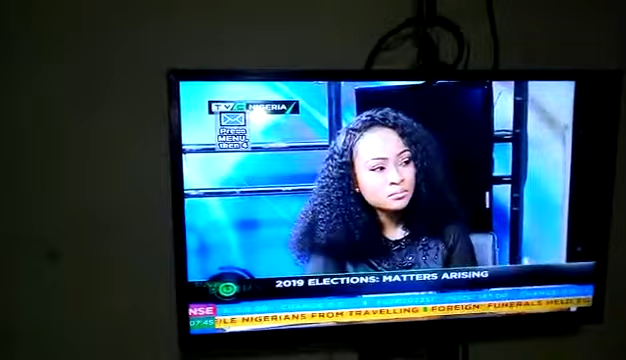 TVC NIGERIA
Press
MENU,
then 4
2019 ELECTIONS: MATTERS ARISING
NSE
07:45
ILE NIGERIANS FROM TRAVELLING FOREIGN: FUNERALS HELD